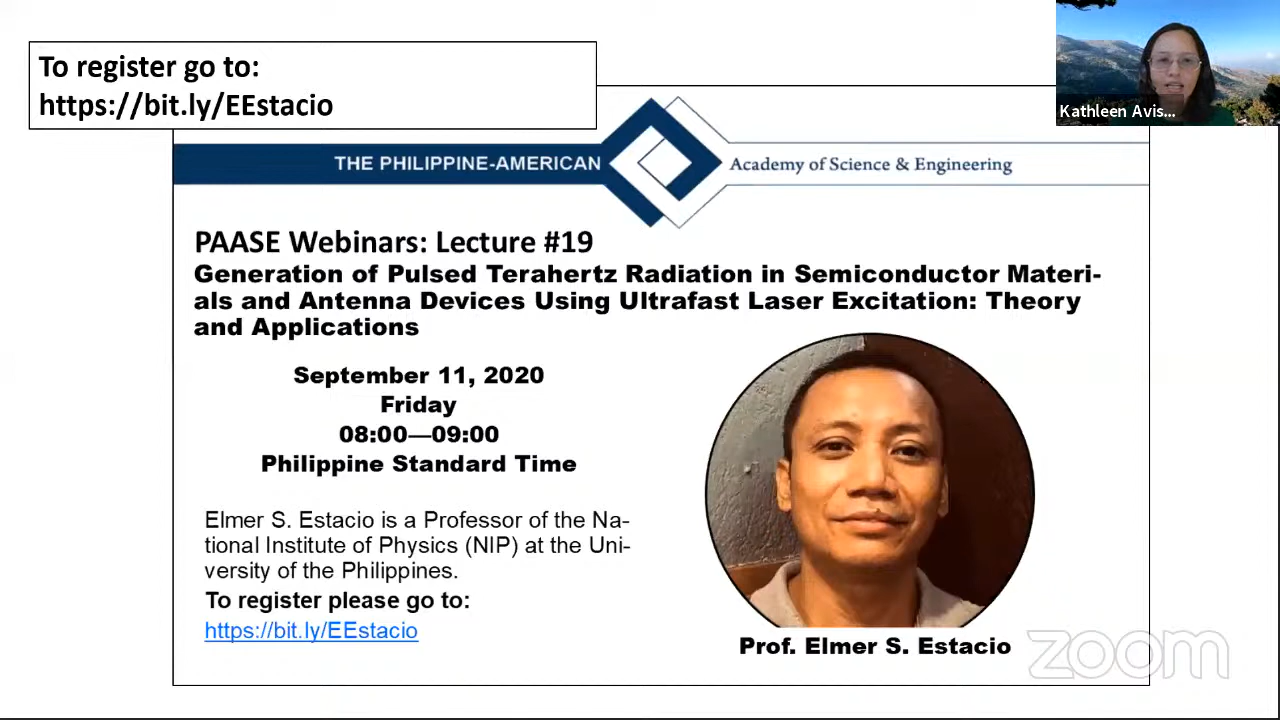 To register go to:
https://bit.ly/EEstacio
Kathleen Avis...
THE PHILIPPINE-AMERICAN
Academy of Science & Engineering
PAASE Webinars: Lecture #19
Generation of Pulsed Terahertz Radiation in Semiconductor Materi-
als and Antenna Devices Using Ultrafast Laser Excitation: Theory
and Applications
September 11, 2020
Friday
08:00—09:00
Philippine Standard Time
Elmer S. Estacio is a Professor of the Na-
tional Institute of Physics (NIP) at the Uni-
versity of the Philippines.
To register please go to:
https://bit.ly/EEstacio
Prof. Elmer S. Estacio
zoom